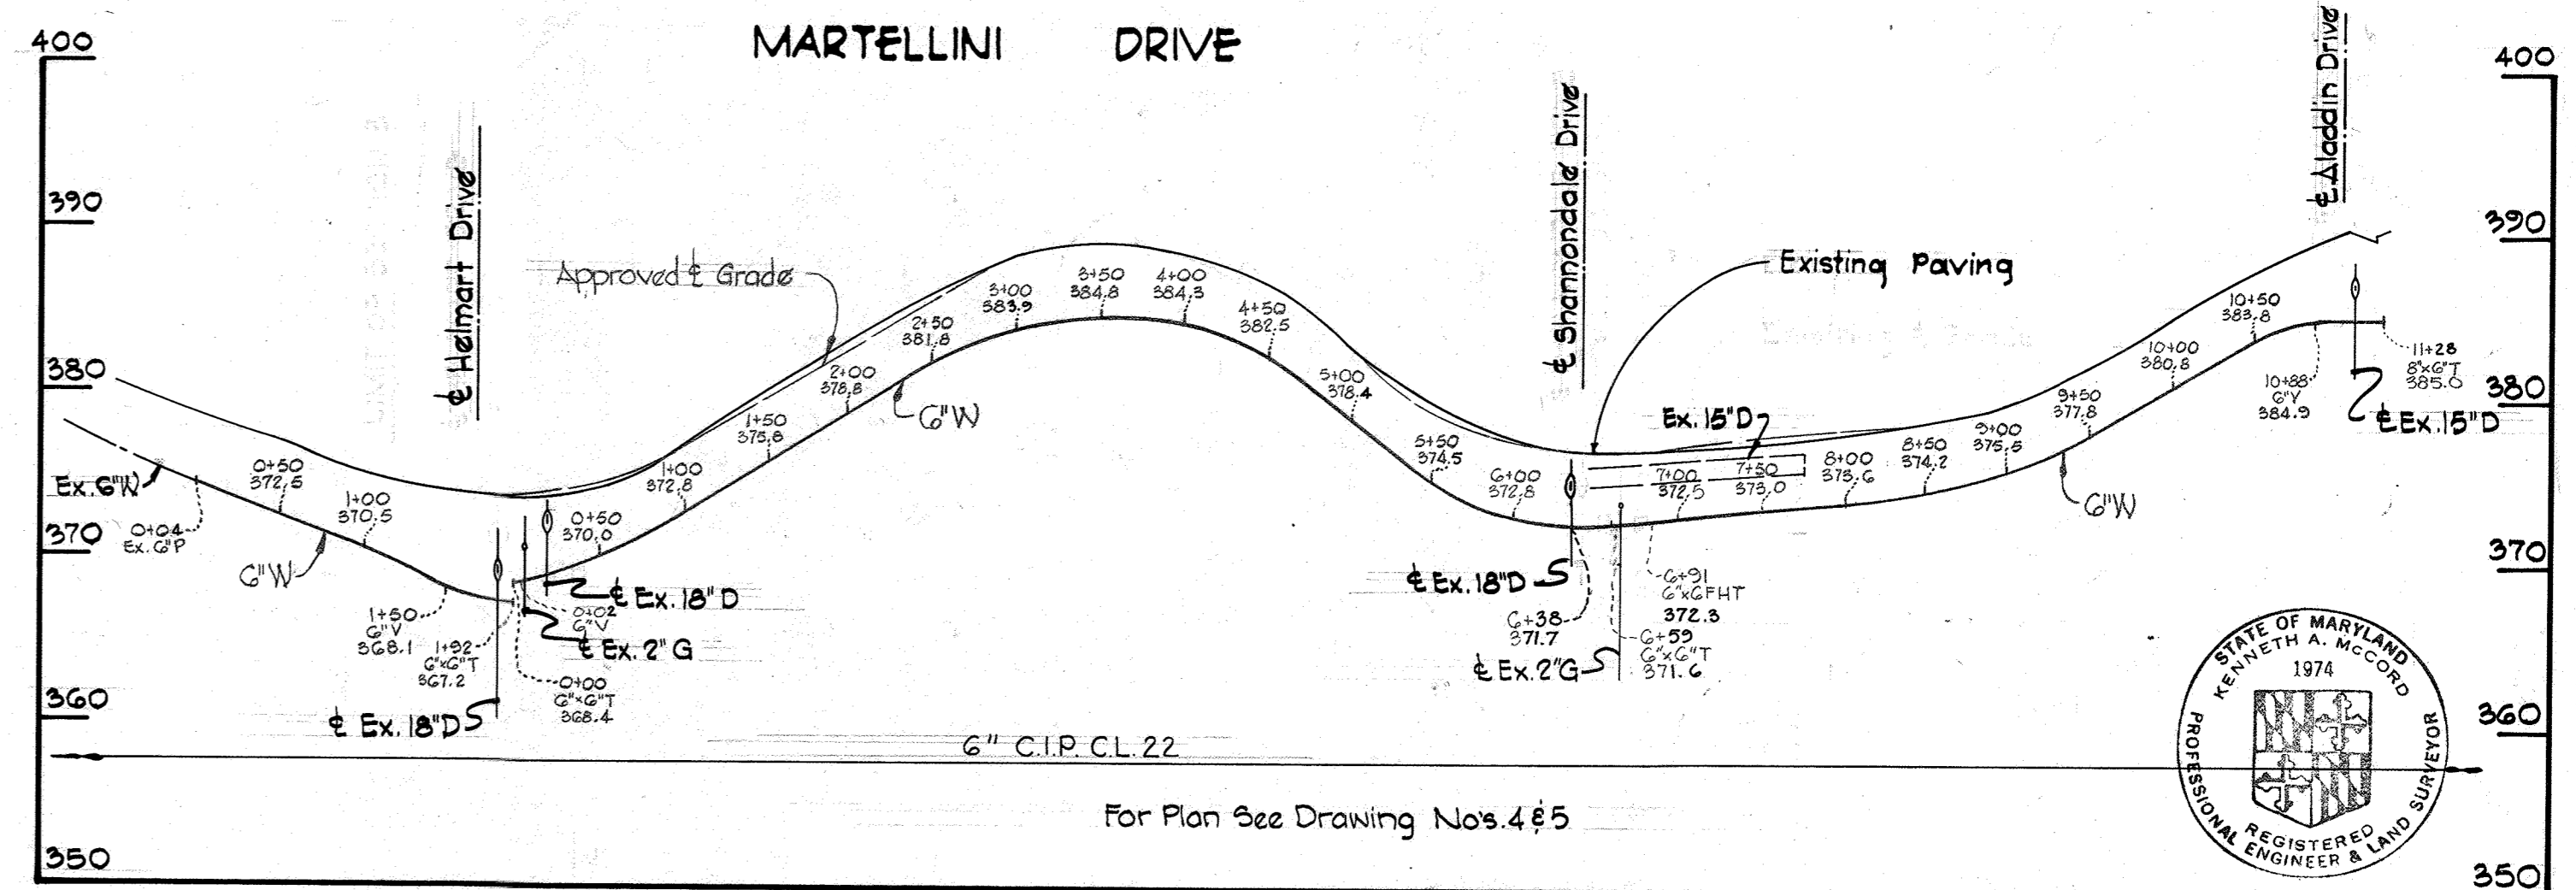 MARTELLINI DRIVE
400
390
380
370
360
350
400
390
380
370
360
350
℄ Helmart Drive
℄ Shannondale Drive
℄ Aladdin Drive
Approved ℄ Grade
Existing Paving
Ex. 6"W
0+04
Ex. 6"P
0+50
372.5
6"W
1+00
370.5
1+50
6"V
368.1
1+92
6"x6"T
367.2
℄ Ex. 18"D
0+00
6"x6"T
368.4
0+02
6"V
℄ Ex. 2"G
℄ Ex. 18"D
0+50
370.0
1+00
372.8
1+50
375.8
2+00
378.8
2+50
381.8
6"W
3+00
383.9
3+50
384.8
4+00
384.3
4+50
382.5
5+00
378.4
5+50
374.5
6+00
372.8
℄ Ex. 18"D
6+38
371.7
℄ Ex. 2"G
6+59
6"x6"T
371.6
6+91
6"x6FHT
372.3
Ex. 15"D
7+00
372.5
7+50
373.0
8+00
373.6
8+50
374.2
9+00
375.5
9+50
377.8
6"W
10+00
380.8
10+50
383.8
10+88
6"V
384.9
11+28
8"x6"T
385.0
℄ Ex. 15"D
6" C.I.P. CL. 22
For Plan See Drawing No's. 4 & 5
STATE OF MARYLAND
KENNETH A. McCORD
1974
REGISTERED
PROFESSIONAL ENGINEER & LAND SURVEYOR